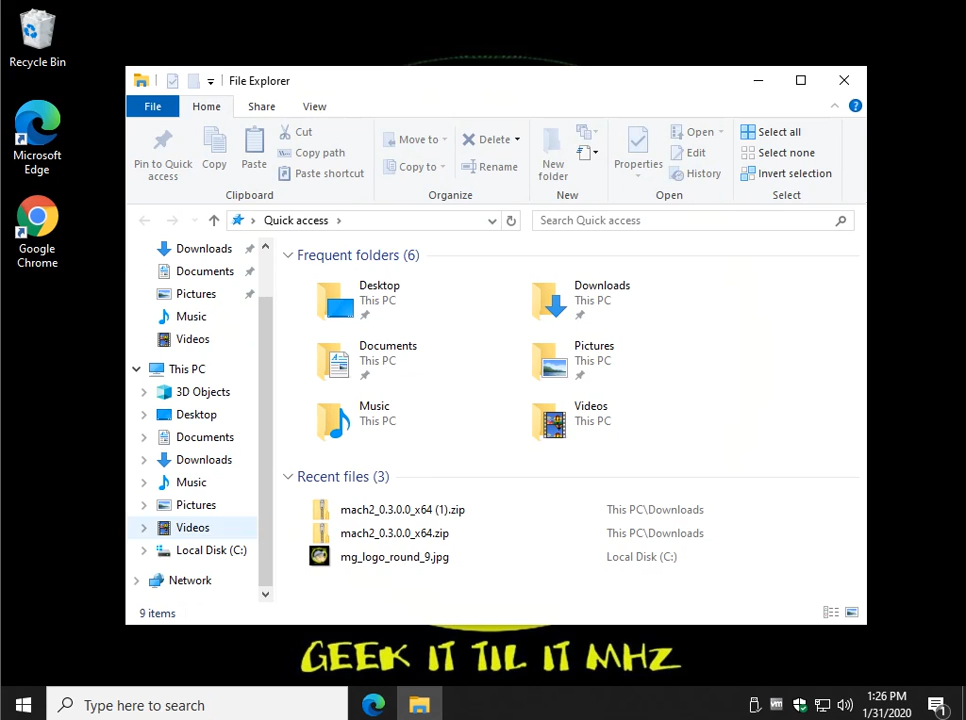 Recycle Bin
Microsoft
Edge
Google
Chrome
File Explorer
File
Home
Share
View
Pin to Quick
access
Copy
Paste
Cut
Copy path
Paste shortcut
Clipboard
Move to
Copy to
Delete
Rename
Organize
New
folder
New
Properties
Open
Edit
History
Open
Select all
Select none
Invert selection
Select
Quick access
Search Quick access
Downloads
Documents
Pictures
Music
Videos
This PC
3D Objects
Desktop
Documents
Downloads
Music
Pictures
Videos
Local Disk (C:)
Network
Frequent folders (6)
Desktop
This PC
Downloads
This PC
Documents
This PC
Pictures
This PC
Music
This PC
Videos
This PC
Recent files (3)
mach2_0.3.0.0_x64 (1).zip This PC\Downloads
mach2_0.3.0.0_x64.zip This PC\Downloads
mg_logo_round_9.jpg Local Disk (C:)
9 items
GEEK IT TIL IT MHZ
Type here to search
vm
1:26 PM
1/31/2020
1